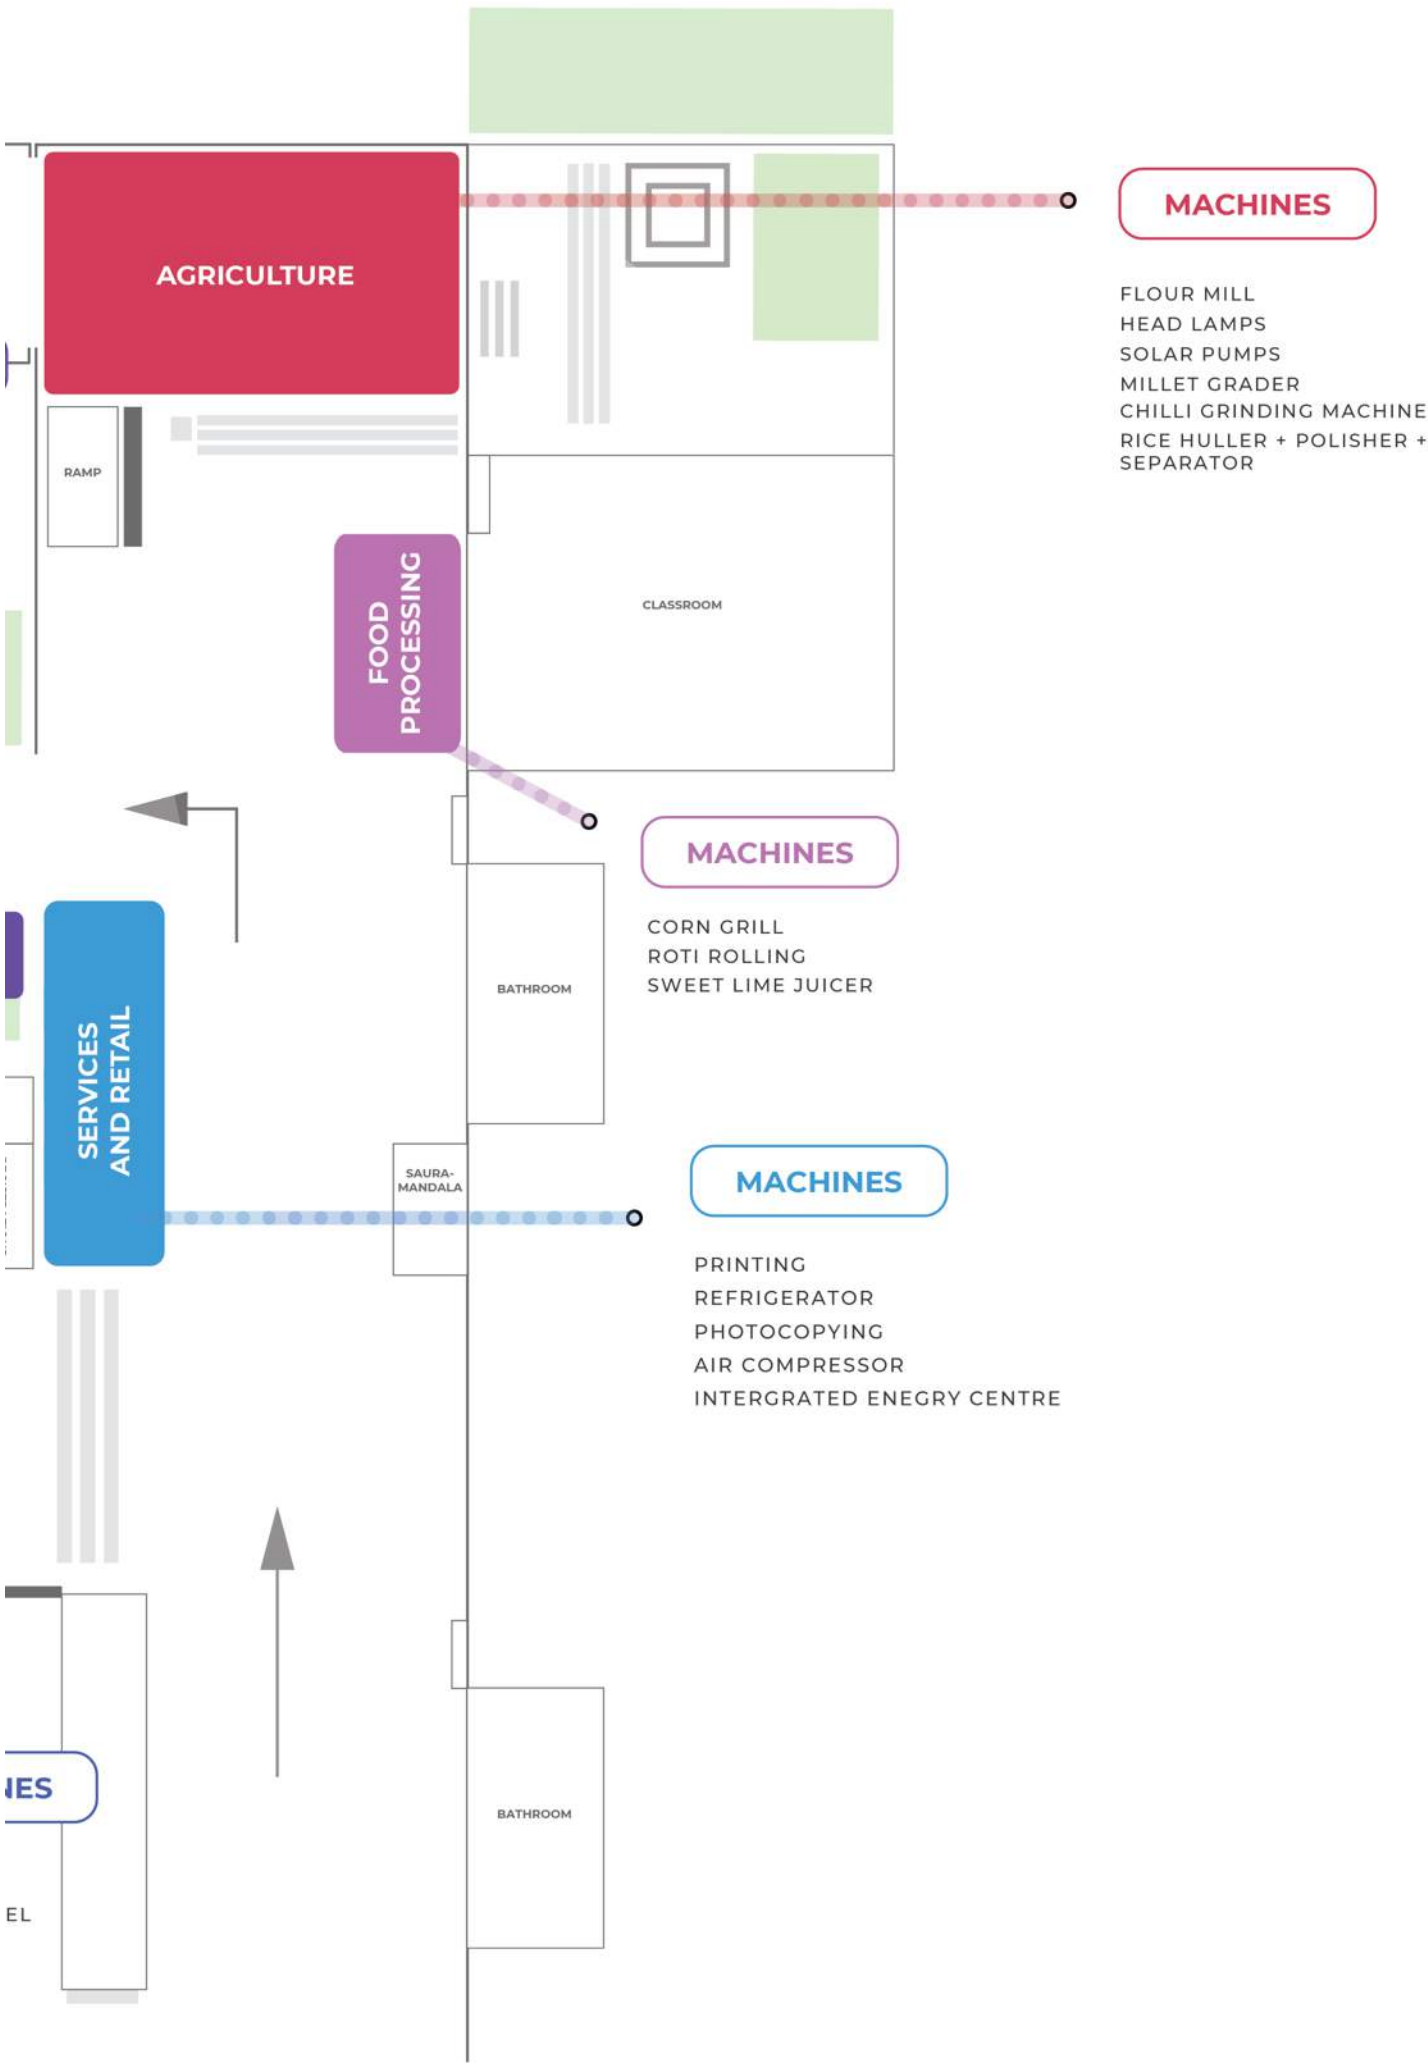 AGRICULTURE
MACHINES
FLOUR MILL
HEAD LAMPS
SOLAR PUMPS
MILLET GRADER
CHILLI GRINDING MACHINE
RICE HULLER + POLISHER +
SEPARATOR
RAMP
FOOD
PROCESSING
CLASSROOM
MACHINES
CORN GRILL
ROTI ROLLING
SWEET LIME JUICER
BATHROOM
SERVICES
AND RETAIL
SAURA-
MANDALA
MACHINES
PRINTING
REFRIGERATOR
PHOTOCOPYING
AIR COMPRESSOR
INTERGRATED ENEGRY CENTRE
NES
BATHROOM
EL